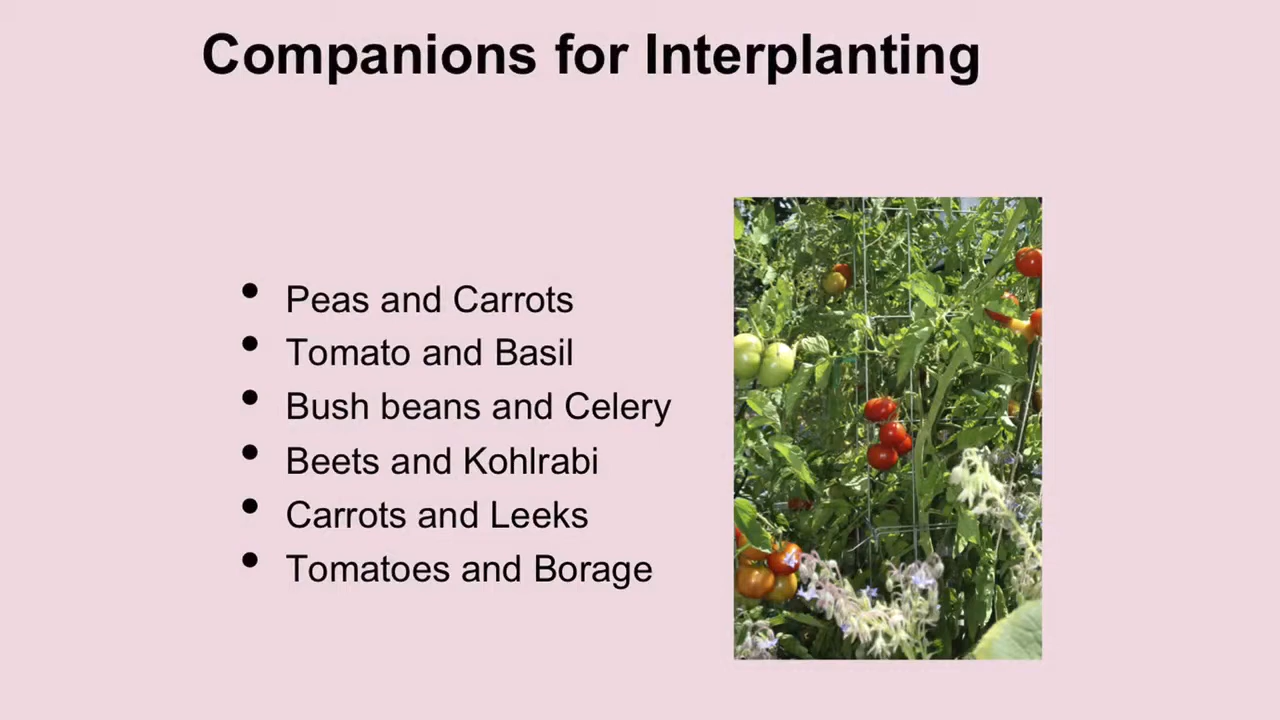 Companions for Interplanting
• Peas and Carrots
• Tomato and Basil
• Bush beans and Celery
• Beets and Kohlrabi
• Carrots and Leeks
• Tomatoes and Borage